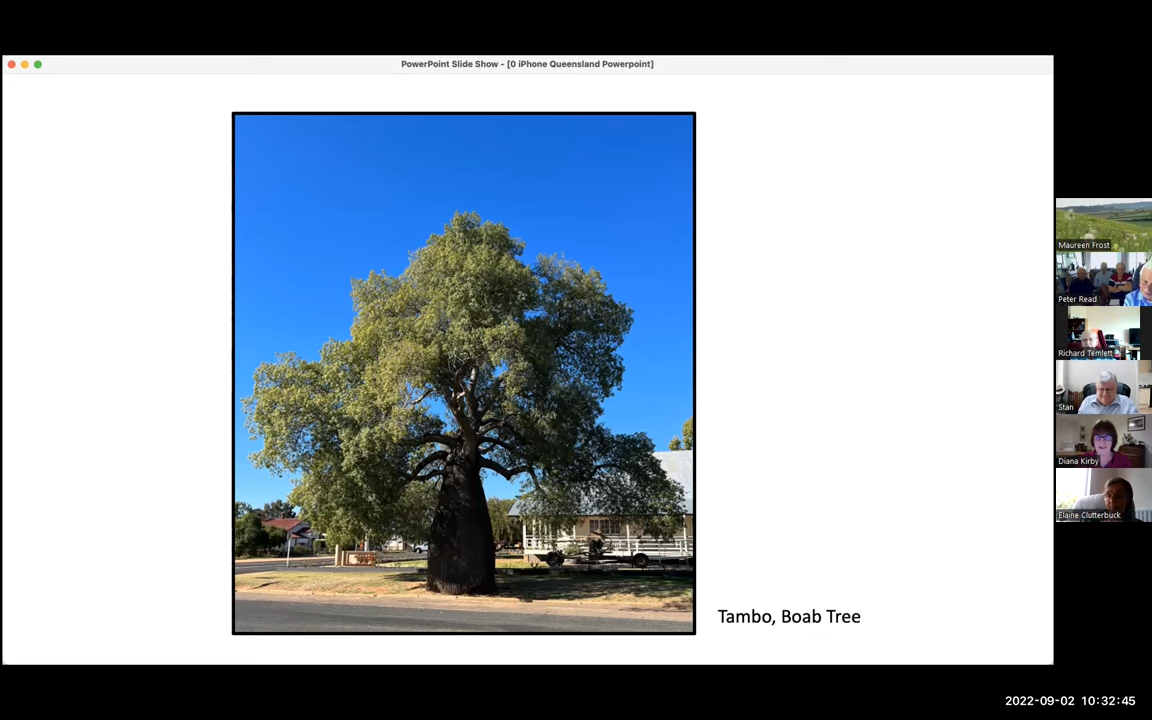 PowerPoint Slide Show - [0 iPhone Queensland Powerpoint]
Tambo, Boab Tree
Maureen Frost
Peter Read
Richard Temlett
Stan
Diana Kirby
Elaine Clutterbuck
2022-09-02 10:32:45